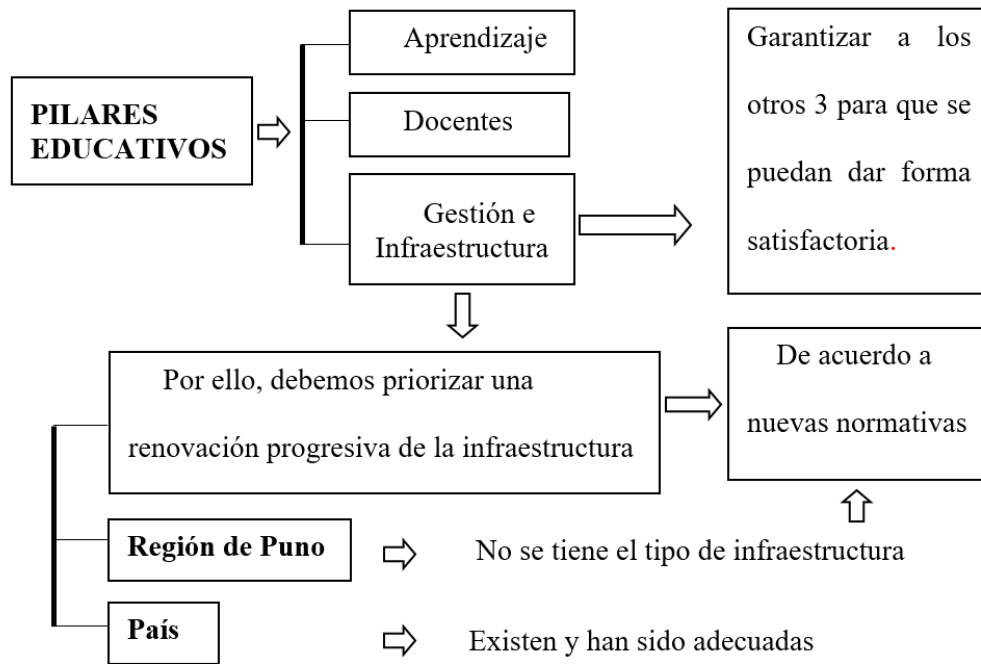 PILARES
EDUCATIVOS
Aprendizaje
Docentes
Gestión e
Infraestructura
Garantizar a los
otros 3 para que se
puedan dar forma
satisfactoria.
Por ello, debemos priorizar una
renovación progresiva de la infraestructura
De acuerdo a
nuevas normativas
Región de Puno
No se tiene el tipo de infraestructura
País
Existen y han sido adecuadas